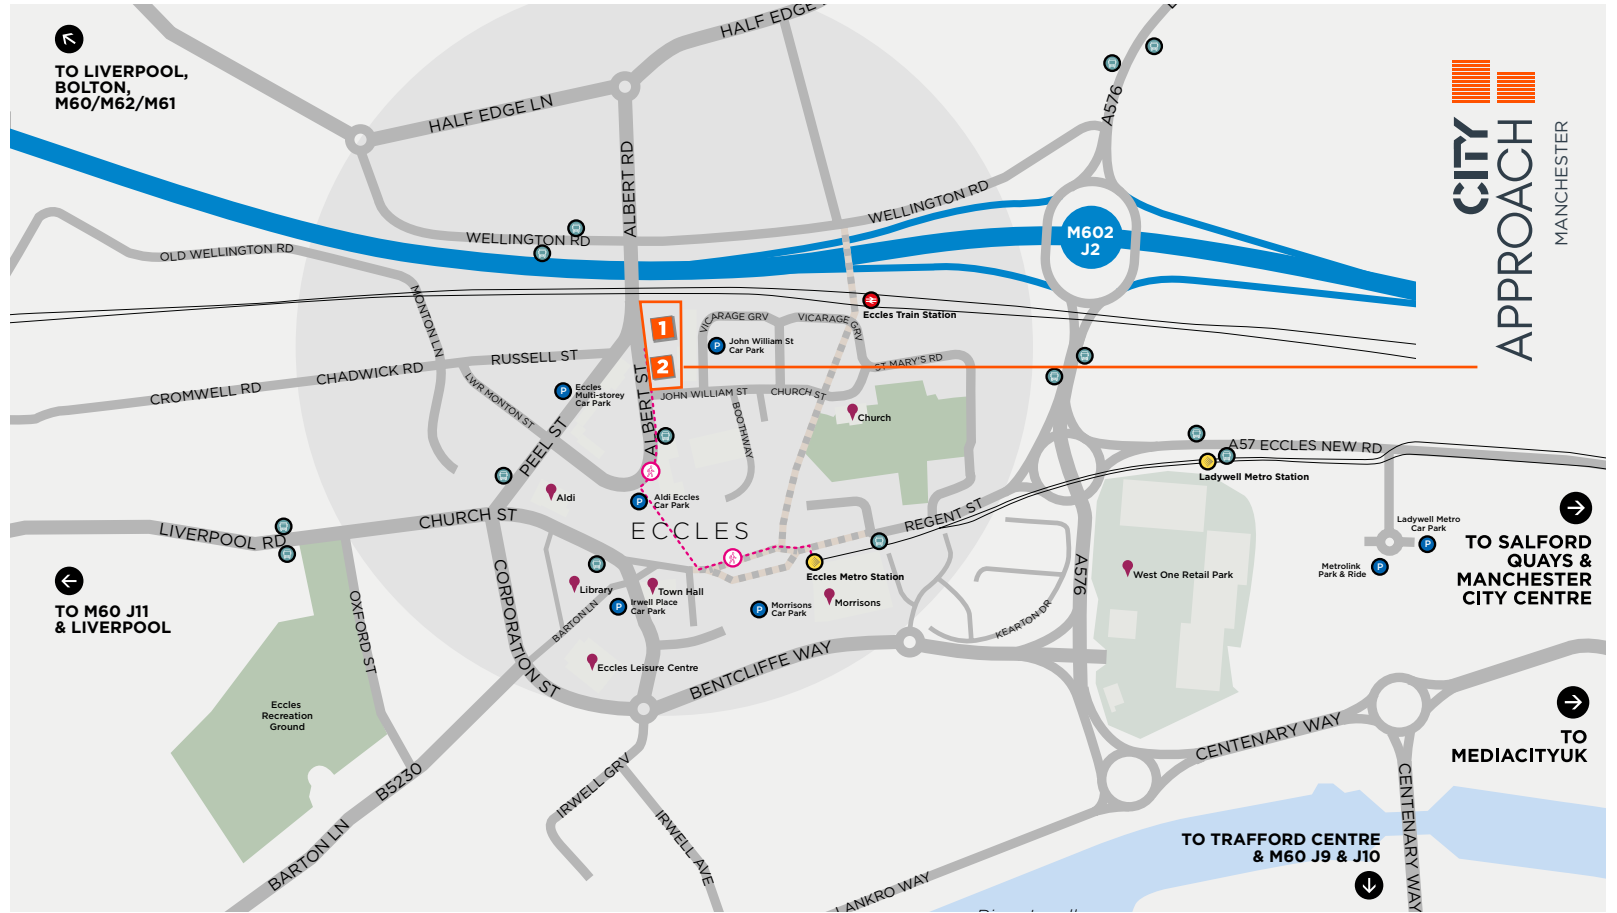 TO LIVERPOOL,
BOLTON,
M60/M62/M61
HALF EDGE
HALF EDGE LN
ALBERT RD
A576
WELLINGTON RD
WELLINGTON RD
OLD WELLINGTON RD
M602
J2
CITY
APPROACH
MANCHESTER
MONTON LN
Eccles Train Station
1
2
VICARAGE GRV
VICARAGE GRV
P
John William St
Car Park
RUSSELL ST
CHADWICK RD
CROMWELL RD
ST MARY'S RD
LWR MONTON ST
P
Eccles
Multi-storey
Car Park
ALBERT ST
JOHN WILLIAM ST
CHURCH ST
BOOTHWAY
Church
PEEL ST
A57 ECCLES NEW RD
Ladywell Metro Station
Aldi
P
Aldi Eccles
Car Park
CHURCH ST
LIVERPOOL RD
ECCLES
REGENT ST
Ladywell Metro
Car Park
P
Metrolink
Park & Ride
P
TO SALFORD
QUAYS &
MANCHESTER
CITY CENTRE
Eccles Metro Station
A576
West One Retail Park
TO M60 J11
& LIVERPOOL
OXFORD ST
CORPORATION ST
Library
Town Hall
BARTON LN
P
Irwell Place
Car Park
P
Morrisons
Car Park
Morrisons
KEARTON DR
Eccles Leisure Centre
BENTCLIFFE WAY
Eccles
Recreation
Ground
TO
MEDIACITYUK
CENTENARY WAY
CENTENARY WAY
B5230
BARTON LN
IRWELL GRV
IRWELL AVE
TO TRAFFORD CENTRE
& M60 J9 & J10
LANKRO WAY